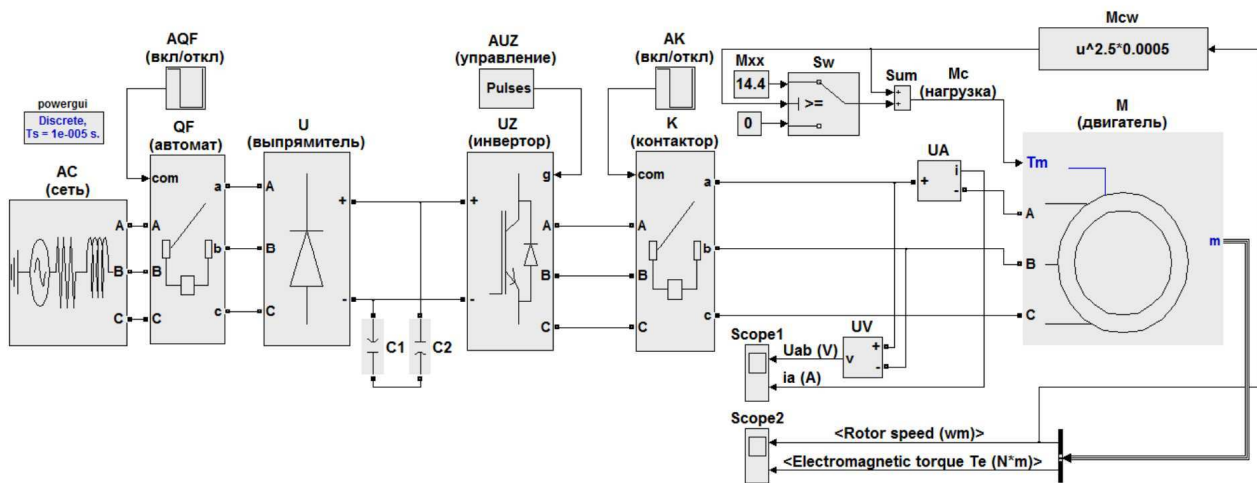 powergui
Discrete,
Ts = 1e-005 s.
AC
(сеть)
A
B
C
AQF
(вкл/откл)
QF
(автомат)
com
A
B
C
a
b
c
U
(выпрямитель)
A
B
C
+
-
C1
C2
AUZ
(управление)
Pulses
UZ
(инвертор)
+
-
g
A
B
C
AK
(вкл/откл)
K
(контактор)
com
A
B
C
a
b
c
Mxx
14.4
0
Sw
>=
Sum
+
+
Mc
(нагрузка)
Mcw
u^2.5*0.0005
M
(двигатель)
Tm
A
B
C
m
UA
+
i
-
UV
+
v
-
Scope1
Uab (V)
ia (A)
Scope2
<Rotor speed (wm)>
<Electromagnetic torque Te (N*m)>